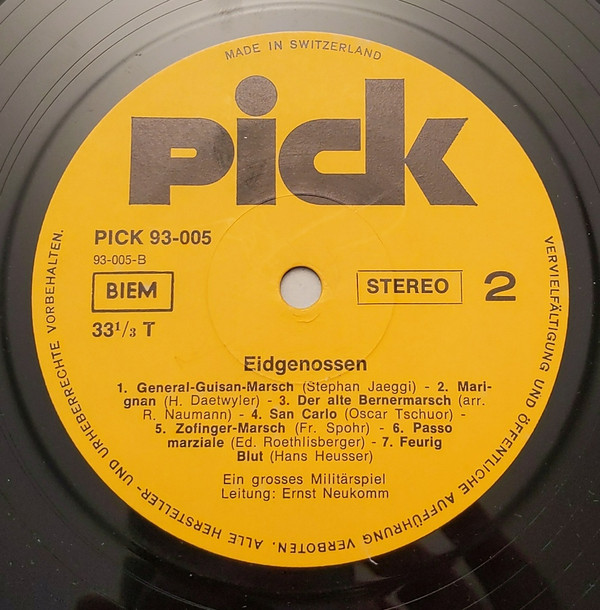 MADE IN SWITZERLAND
pick
PICK 93-005
93-005-B
BIEM
STEREO 2
33 1/3 T
Eidgenossen
1. General-Guisan-Marsch (Stephan Jaeggi) - 2. Mari-
gnan (H. Daetwyler) - 3. Der alte Bernermarsch (arr.
R. Naumann) - 4. San Carlo (Oscar Tschuor) -
5. Zofinger-Marsch (Fr. Spohr) - 6. Passo
marziale (Ed. Roethlisberger) - 7. Feurig
Blut (Hans Heusser)
Ein grosses Militärspiel
Leitung: Ernst Neukomm
ALLE HERSTELLER- UND URHEBERRECHTE VORBEHALTEN.
VERVIELFÄLTIGUNG UND ÖFFENTLICHE AUFFÜHRUNG VERBOTEN.